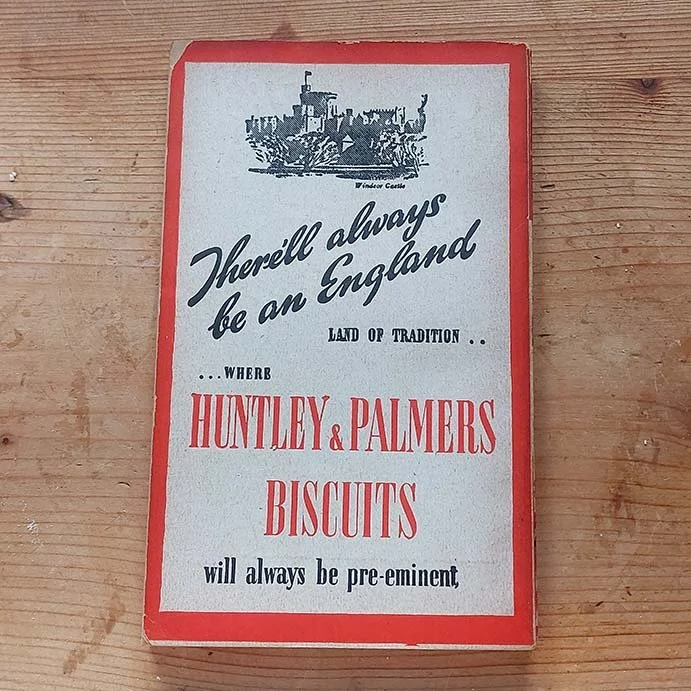 Windsor Castle
There'll always
be an England
LAND OF TRADITION . .
. . . WHERE
HUNTLEY & PALMERS
BISCUITS
will always be pre-eminent,